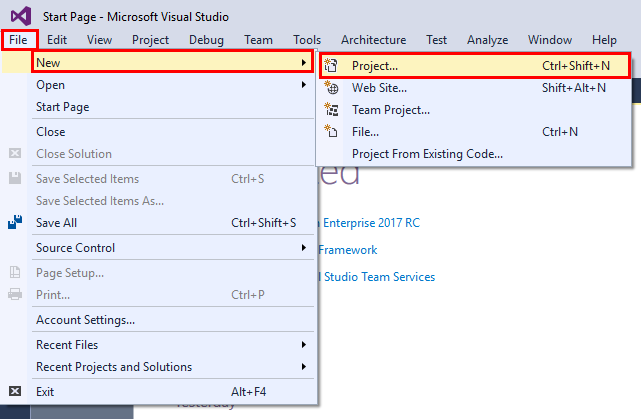 Start Page - Microsoft Visual Studio
File Edit View Project Debug Team Tools Architecture Test Analyze Window Help
New
Project... Ctrl+Shift+N
Open
Web Site... Shift+Alt+N
Start Page
Team Project...
File... Ctrl+N
Close
Close Solution
Project From Existing Code...
Save Selected Items Ctrl+S
Save Selected Items As...
Save All Ctrl+Shift+S
Enterprise 2017 RC
Source Control
Framework
Page Setup...
Studio Team Services
Print... Ctrl+P
Account Settings...
Recent Files
Recent Projects and Solutions
Exit Alt+F4
Yesterday